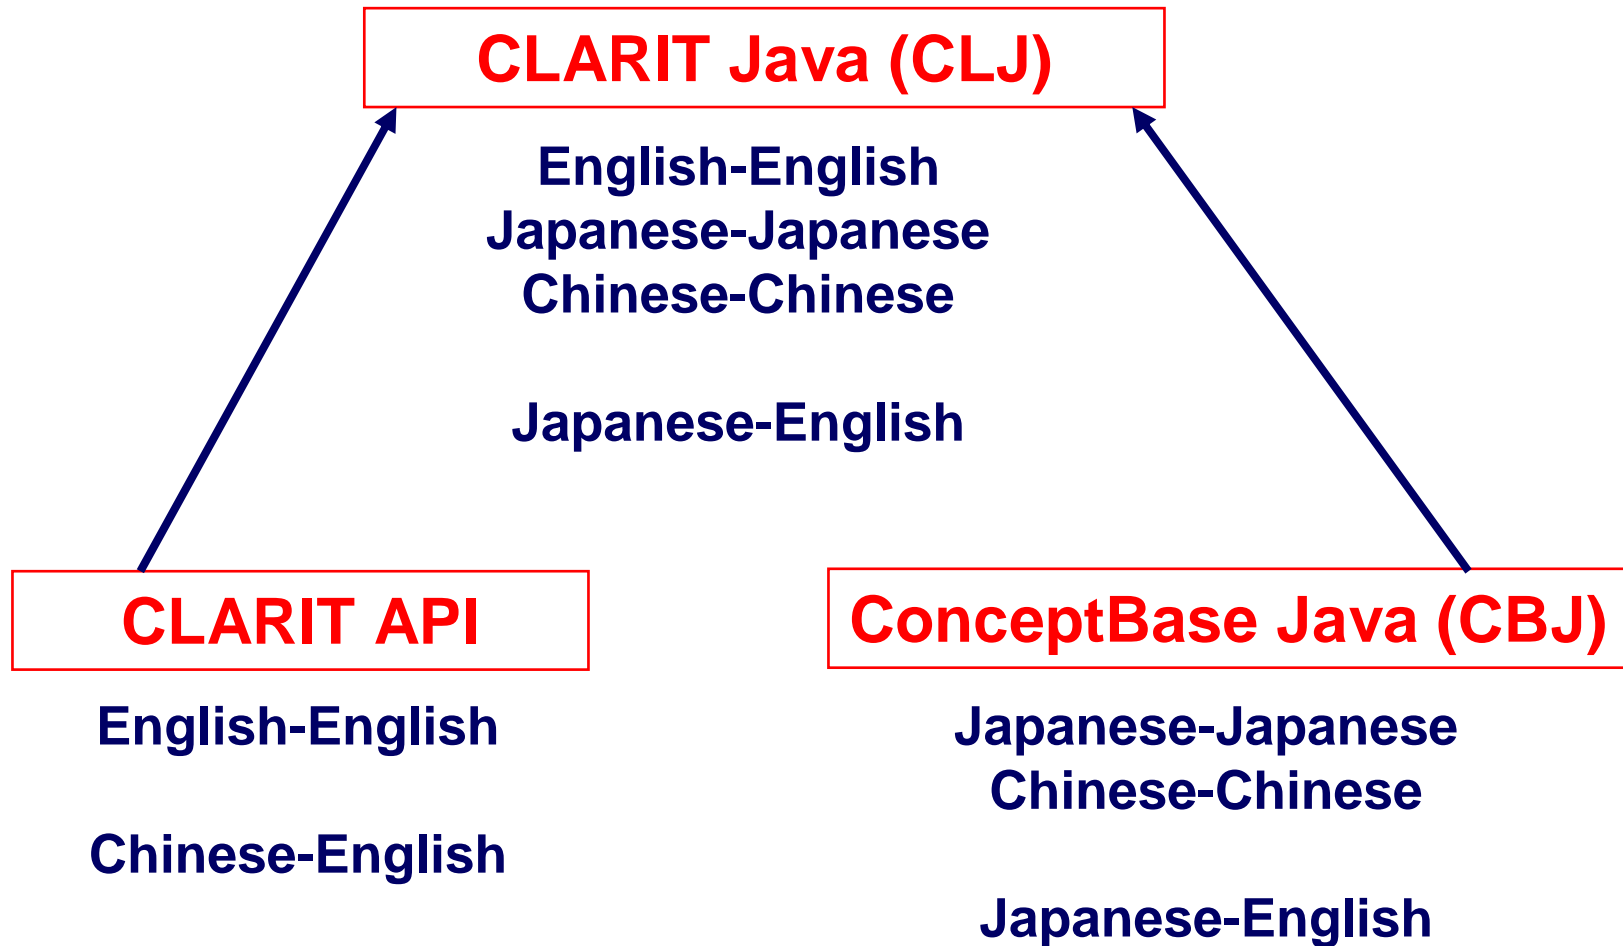 CLARIT Java (CLJ)
English-English
Japanese-Japanese
Chinese-Chinese
Japanese-English
CLARIT API
English-English
Chinese-English
ConceptBase Java (CBJ)
Japanese-Japanese
Chinese-Chinese
Japanese-English